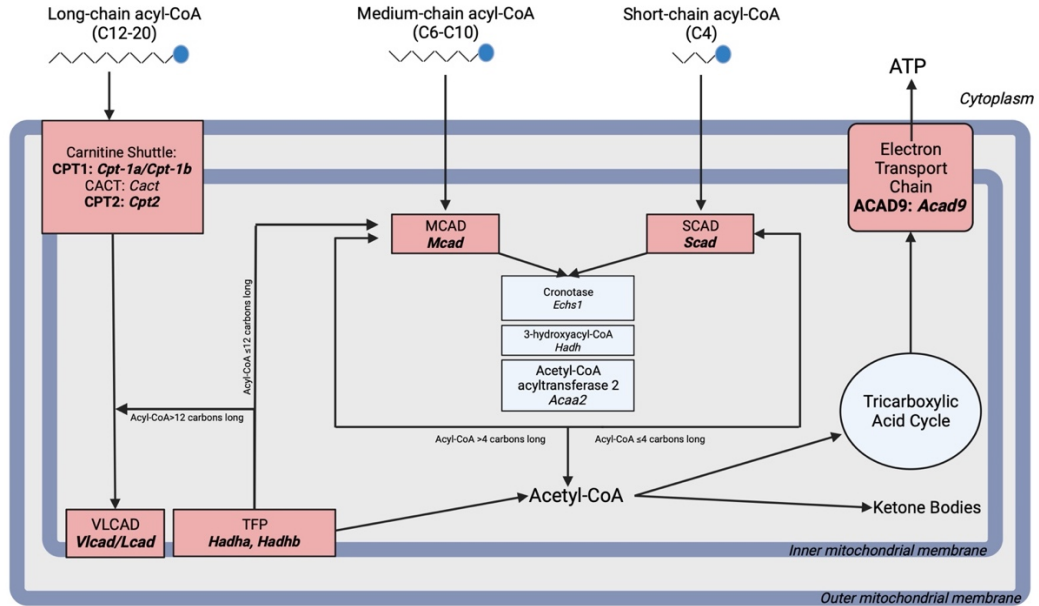 Long-chain acyl-CoA
(C12-20)
Medium-chain acyl-CoA
(C6-C10)
Short-chain acyl-CoA
(C4)
ATP
Cytoplasm
Carnitine Shuttle:
CPT1: Cpt-1a/Cpt-1b
CACT: Cact
CPT2: Cpt2
Electron
Transport
Chain
ACAD9: Acad9
MCAD
Mcad
SCAD
Scad
Cronotase
Echs1
3-hydroxyacyl-CoA
Hadh
Acetyl-CoA
acyltransferase 2
Acaa2
Acyl-CoA ≤12 carbons long
Acyl-CoA>12 carbons long
Tricarboxylic
Acid Cycle
Acyl-CoA >4 carbons long
Acyl-CoA ≤4 carbons long
Acetyl-CoA
Ketone Bodies
VLCAD
Vlcad/Lcad
TFP
Hadha, Hadhb
Inner mitochondrial membrane
Outer mitochondrial membrane